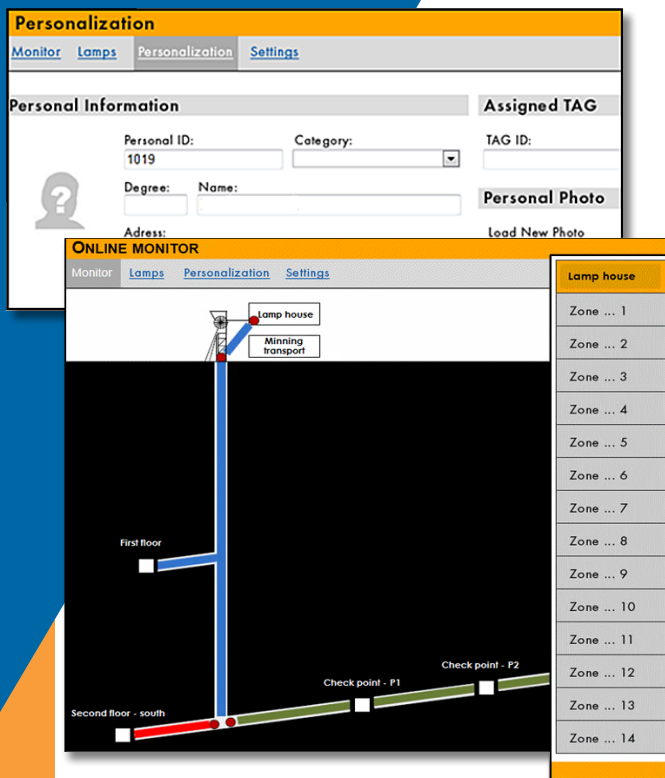 Personalization
Monitor Lamps Personalization Settings
Personal Information
Assigned TAG
Personal ID:
Category:
TAG ID:
1019
?
Degree:
Name:
Personal Photo
Adress:
Load New Photo
ONLINE MONITOR
Monitor Lamps Personalization Settings
Lamp house
Minning
transport
First floor
Check point - P2
Check point - P1
Second floor - south
Lamp house
Zone ... 1
Zone ... 2
Zone ... 3
Zone ... 4
Zone ... 5
Zone ... 6
Zone ... 7
Zone ... 8
Zone ... 9
Zone ... 10
Zone ... 11
Zone ... 12
Zone ... 13
Zone ... 14